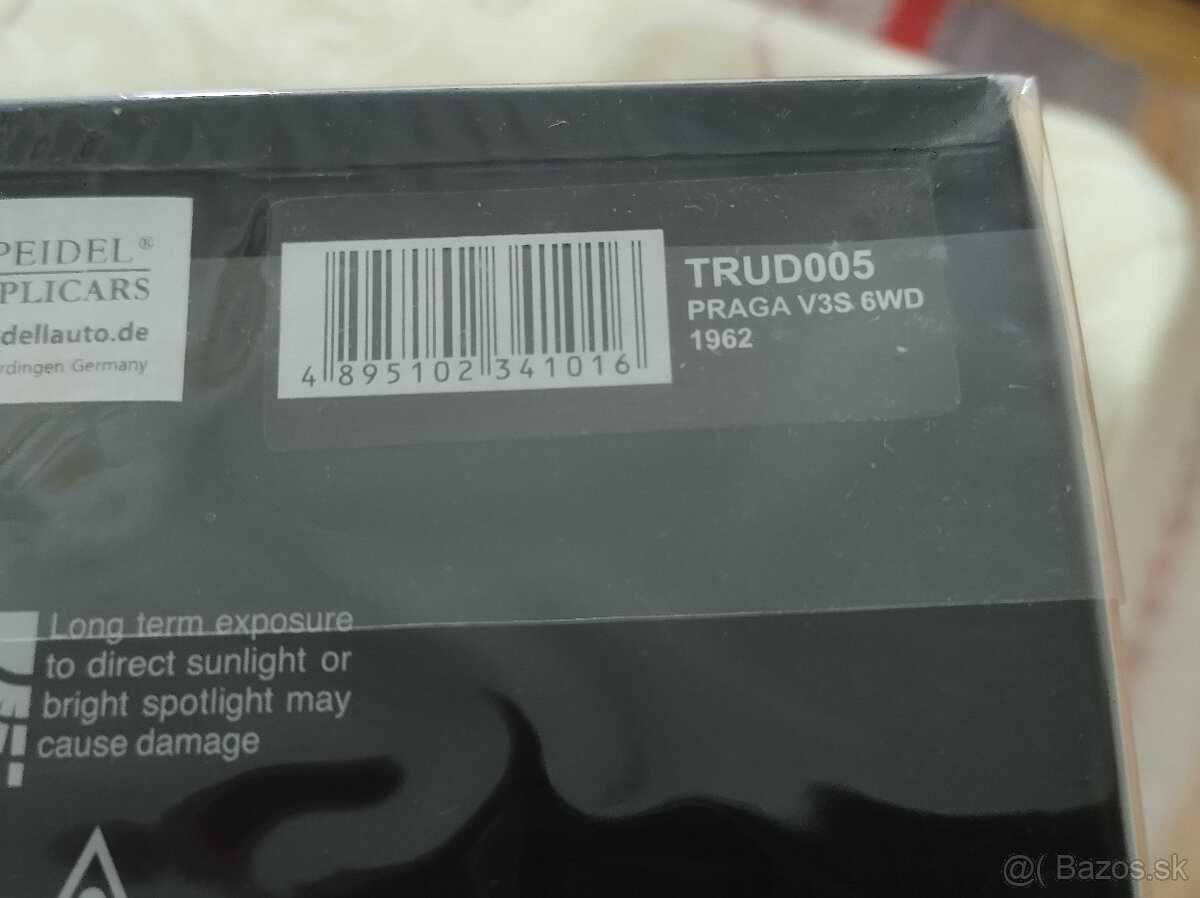 PEIDEL®
PLICARS
dellauto.de
rdingen Germany
4 895102 341016
TRUD005
PRAGA V3S 6WD
1962
Long term exposure
to direct sunlight or
bright spotlight may
cause damage
@( Bazos.sk